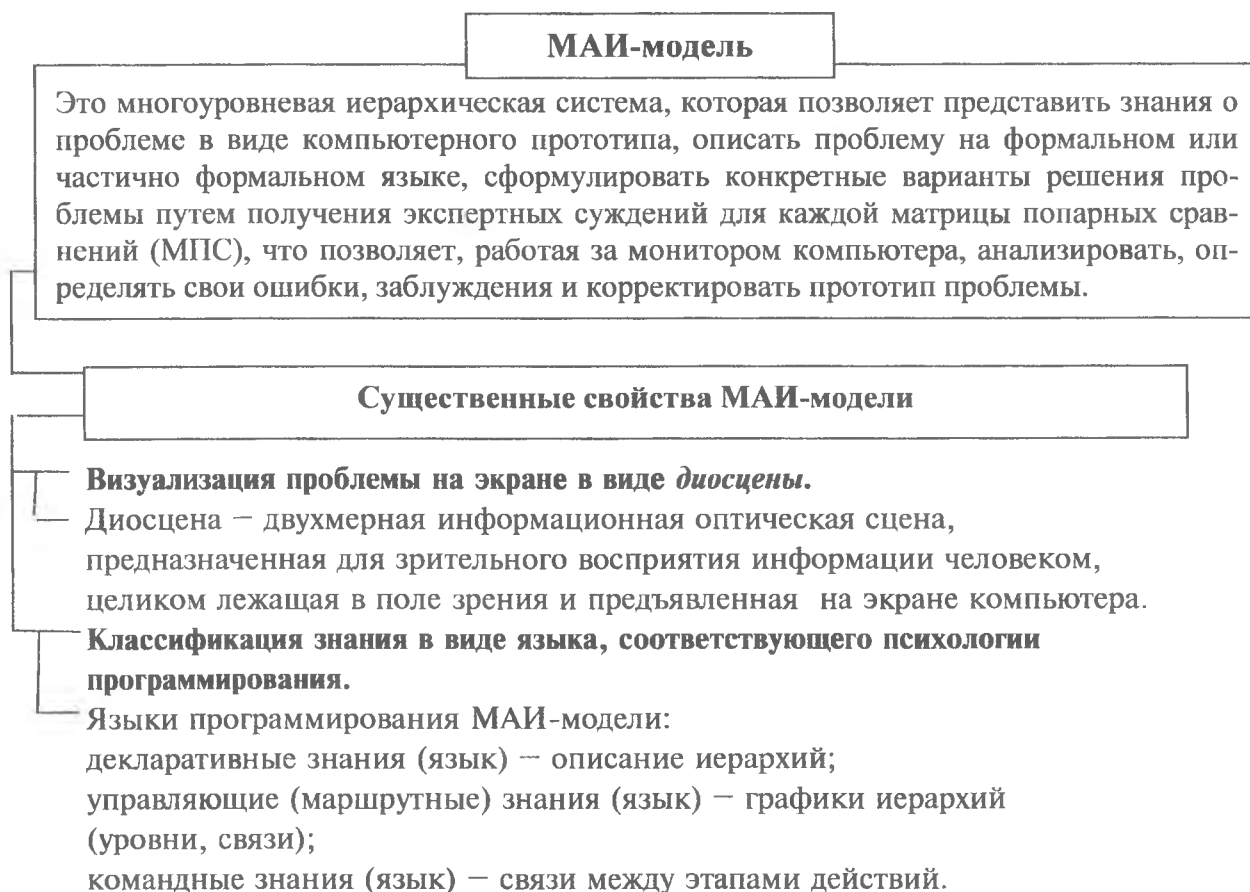 МАИ-модель
Это многоуровневая иерархическая система, которая позволяет представить знания о
проблеме в виде компьютерного прототипа, описать проблему на формальном или
частично формальном языке, сформулировать конкретные варианты решения про-
блемы путем получения экспертных суждений для каждой матрицы попарных срав-
нений (МПС), что позволяет, работая за монитором компьютера, анализировать, оп-
ределять свои ошибки, заблуждения и корректировать прототип проблемы.
Существенные свойства МАИ-модели
Визуализация проблемы на экране в виде диосцены.
Диосцена – двухмерная информационная оптическая сцена,
предназначенная для зрительного восприятия информации человеком,
целиком лежащая в поле зрения и предъявленная на экране компьютера.
Классификация знания в виде языка, соответствующего психологии
программирования.
Языки программирования МАИ-модели:
декларативные знания (язык) – описание иерархий;
управляющие (маршрутные) знания (язык) – графики иерархий
(уровни, связи);
командные знания (язык) – связи между этапами действий.